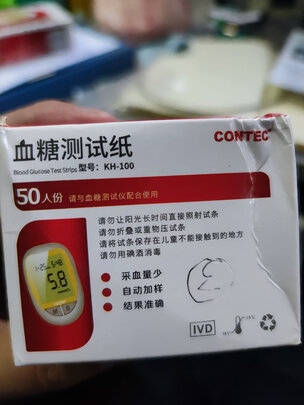 CONTEC
血糖测试纸
Blood Glucose Test Strips 型号：KH-100
50人份 请与血糖测试仪配合使用
请勿让阳光长时间直接照射试条
请勿折叠或重物压试条
请将试条保存在儿童不能接触到的地方
请勿用碘酒消毒
5.8
采血量少
自动加样
结果准确
IVD